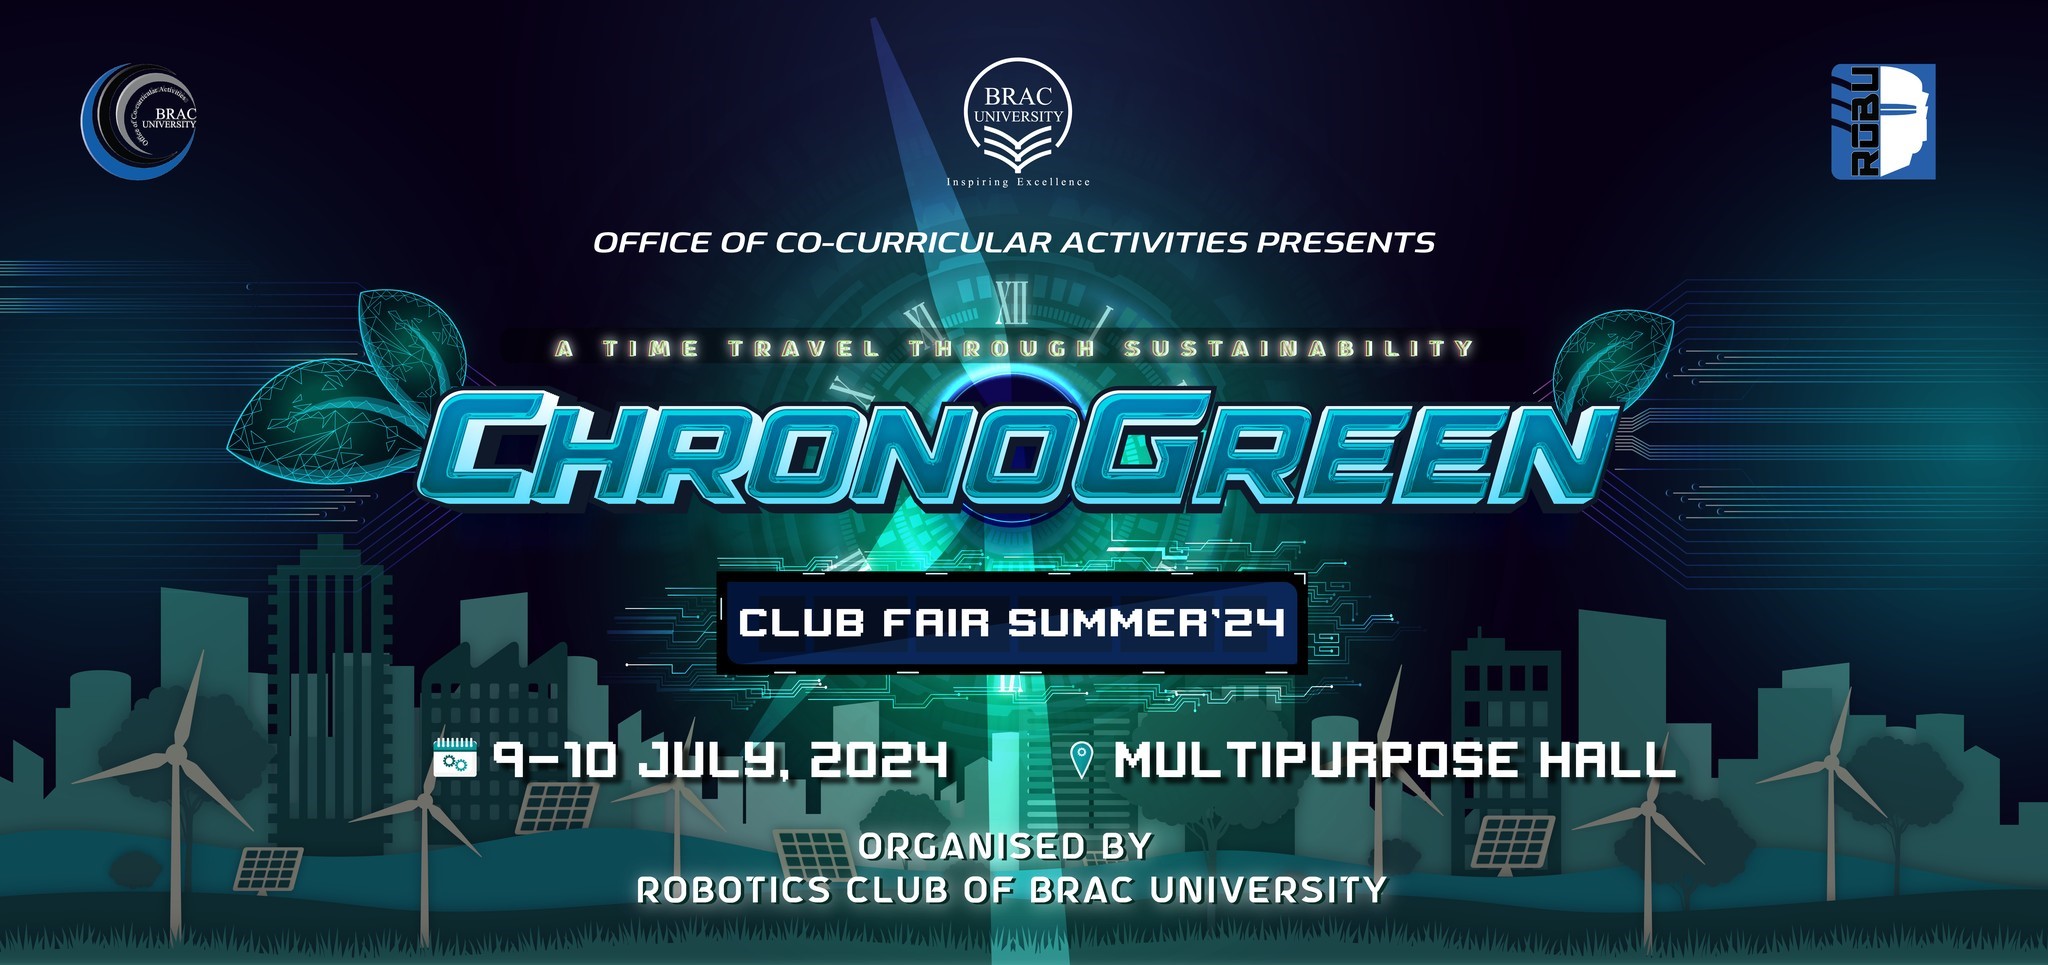 Office of Co-curricular Activities
BRAC
UNIVERSITY
BRAC
UNIVERSITY
Inspiring Excellence
ROBU
OFFICE OF CO-CURRICULAR ACTIVITIES PRESENTS
XI XII I
A TIME TRAVEL THROUGH SUSTAINABILITY
X
CHRONOGREEN
CLUB FAIR SUMMER'24
9-10 JULY, 2024
MULTIPURPOSE HALL
ORGANISED BY
ROBOTICS CLUB OF BRAC UNIVERSITY